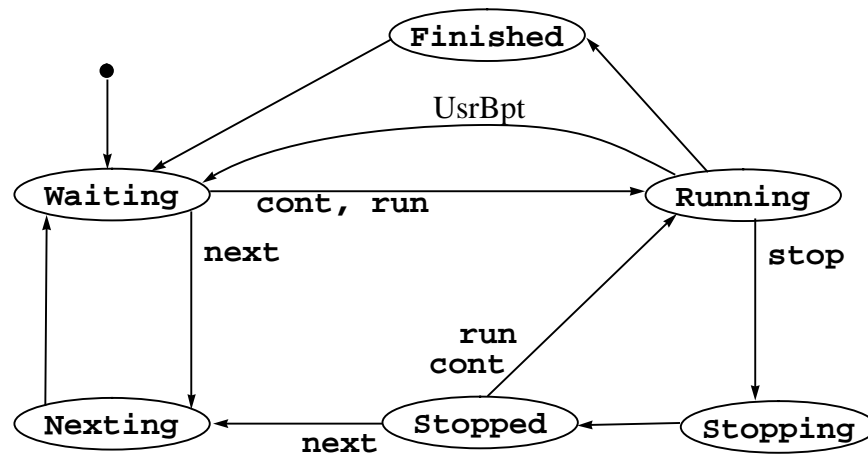 Finished
UsrBpt
Waiting
Running
cont, run
next
stop
run
cont
Nexting
Stopped
Stopping
next